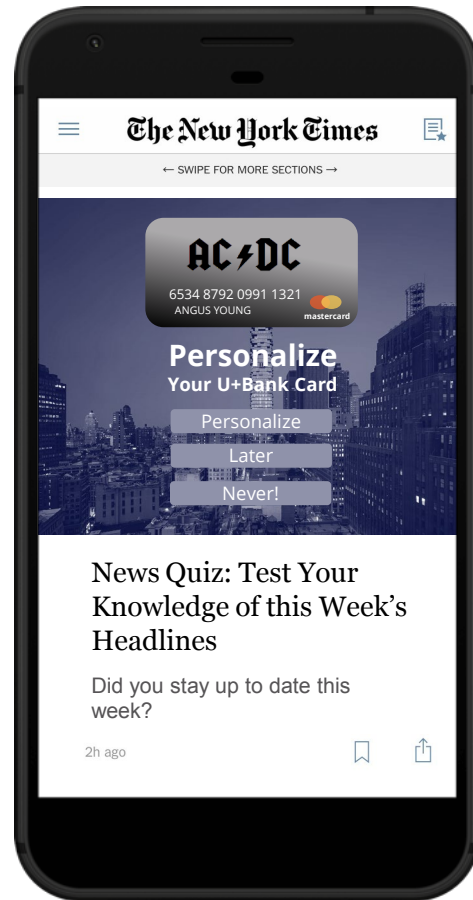 The New York Times
← SWIPE FOR MORE SECTIONS →
AC⚡DC
6534 8792 0991 1321
ANGUS YOUNG
mastercard
Personalize
Your U+Bank Card
Personalize
Later
Never!
News Quiz: Test Your
Knowledge of this Week’s
Headlines
Did you stay up to date this
week?
2h ago